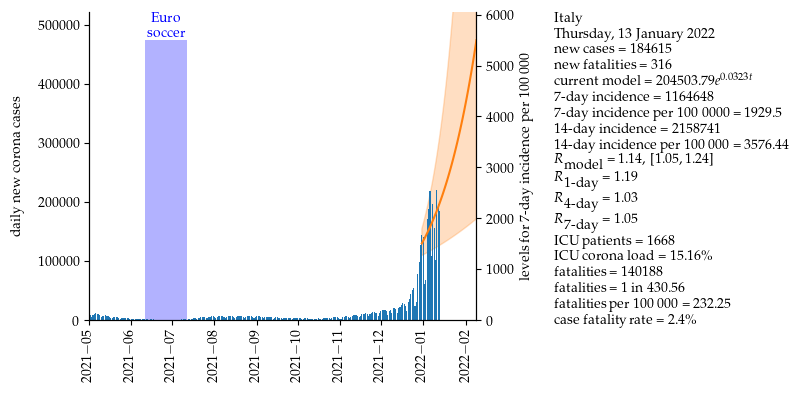 Euro
soccer
daily new corona cases
500000
400000
300000
200000
100000
0
6000
5000
4000
3000
2000
1000
0
levels for 7-day incidence per 100 000
2021−05
2021−06
2021−07
2021−08
2021−09
2021−10
2021−11
2021−12
2022−01
2022−02
Italy
Thursday, 13 January 2022
new cases = 184615
new fatalities = 316
current model = 204503.79e^0.0323t
7-day incidence = 1164648
7-day incidence per 100 0000 = 1929.5
14-day incidence = 2158741
14-day incidence per 100 000 = 3576.44
R_model = 1.14, [1.05, 1.24]
R_1-day = 1.19
R_4-day = 1.03
R_7-day = 1.05
ICU patients = 1668
ICU corona load = 15.16%
fatalities = 140188
fatalities = 1 in 430.56
fatalities per 100 000 = 232.25
case fatality rate = 2.4%